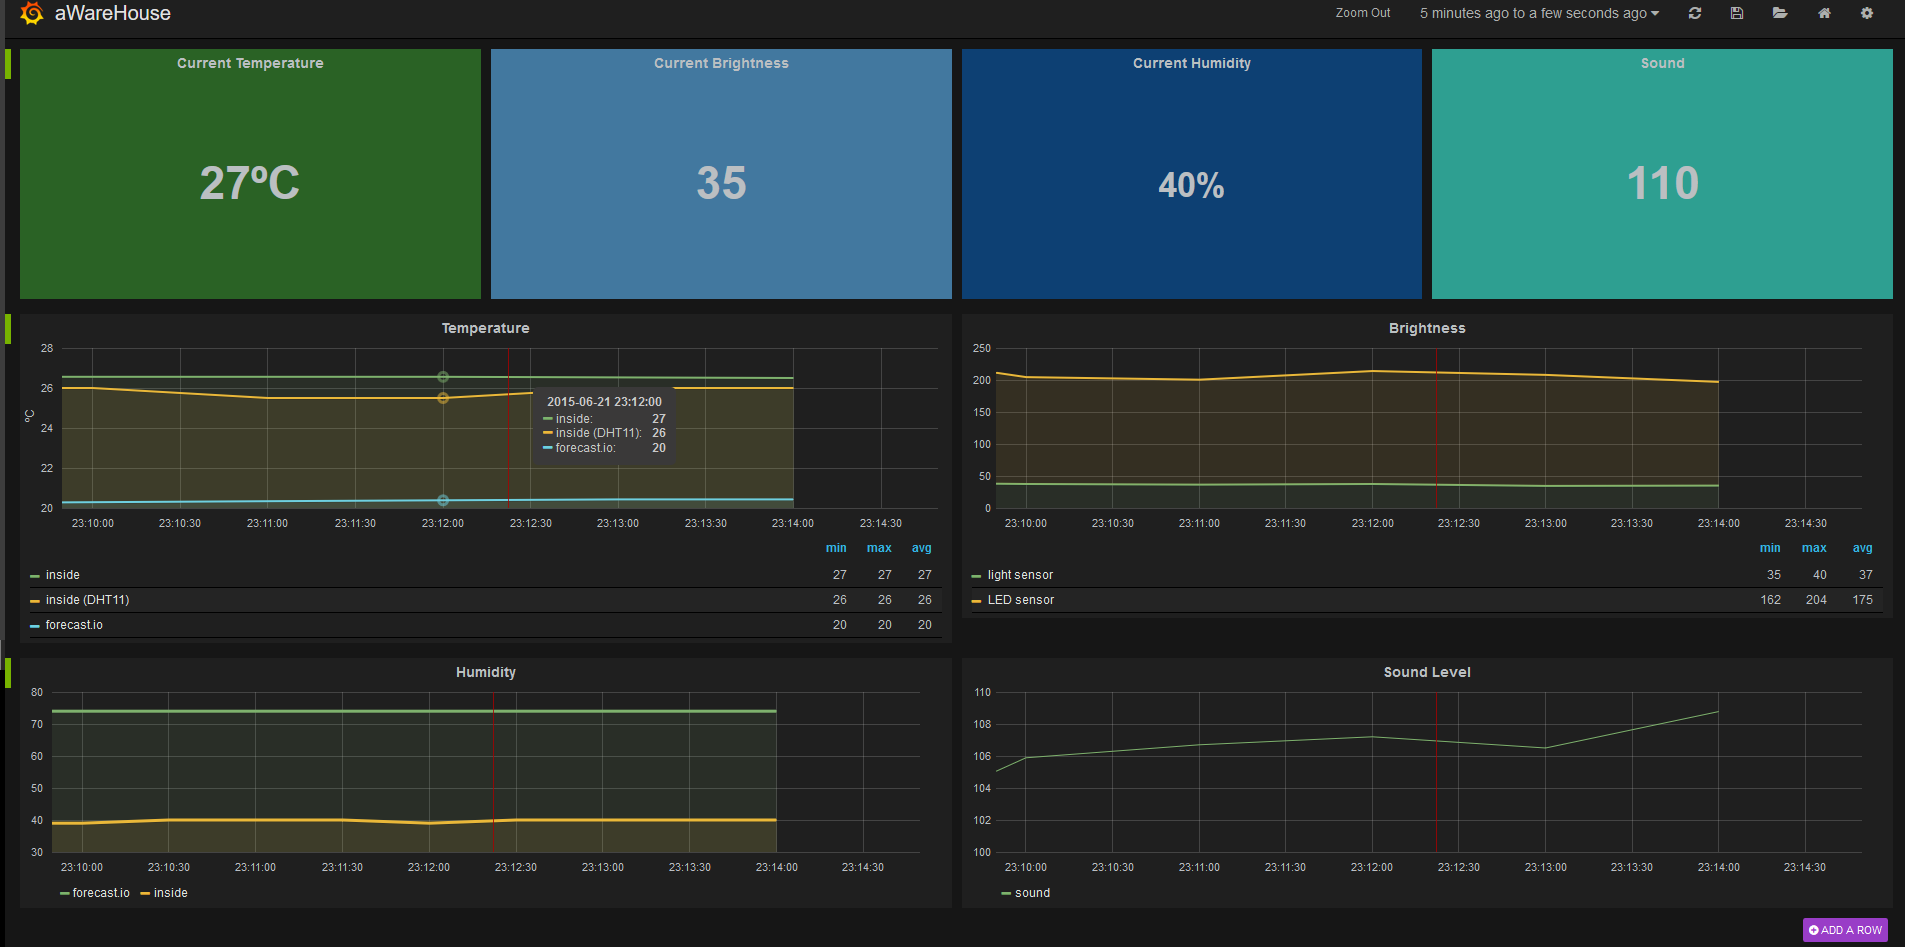 aWareHouse
Zoom Out 5 minutes ago to a few seconds ago
Current Temperature
27ºC
Current Brightness
35
Current Humidity
40%
Sound
110
Temperature
28
26
24
22
20
ºC
23:10:00 23:10:30 23:11:00 23:11:30 23:12:00 23:12:30 23:13:00 23:13:30 23:14:00 23:14:30
2015-06-21 23:12:00
inside: 27
inside (DHT11): 26
forecast.io: 20
min max avg
inside 27 27 27
inside (DHT11) 26 26 26
forecast.io 20 20 20
Brightness
250
200
150
100
50
0
23:10:00 23:10:30 23:11:00 23:11:30 23:12:00 23:12:30 23:13:00 23:13:30 23:14:00 23:14:30
min max avg
light sensor 35 40 37
LED sensor 162 204 175
Humidity
80
70
60
50
40
30
23:10:00 23:10:30 23:11:00 23:11:30 23:12:00 23:12:30 23:13:00 23:13:30 23:14:00 23:14:30
forecast.io inside
Sound Level
110
108
106
104
102
100
23:10:00 23:10:30 23:11:00 23:11:30 23:12:00 23:12:30 23:13:00 23:13:30 23:14:00 23:14:30
sound
ADD A ROW